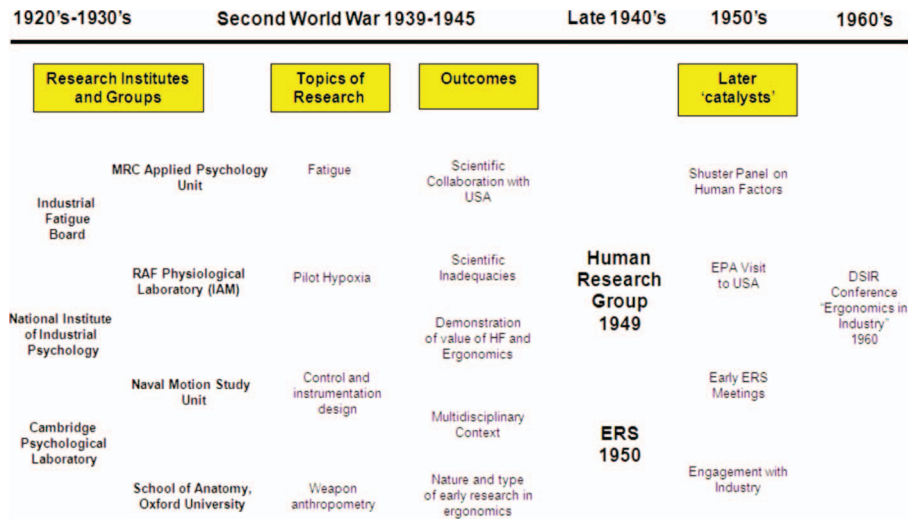 1920's-1930's
Second World War 1939-1945
Late 1940's
1950's
1960's
Research Institutes
and Groups
Topics of
Research
Outcomes
Later
'catalysts'
Industrial
Fatigue
Board
National Institute
of Industrial
Psychology
Cambridge
Psychological
Laboratory
MRC Applied Psychology
Unit
RAF Physiological
Laboratory (IAM)
Naval Motion Study
Unit
School of Anatomy,
Oxford University
Fatigue
Pilot Hypoxia
Control and
instrumentation
design
Weapon
anthropometry
Scientific
Collaboration with
USA
Scientific
Inadequacies
Demonstration
of value of HF and
Ergonomics
Multidisciplinary
Context
Nature and type
of early research in
ergonomics
Human
Research
Group
1949
ERS
1950
Shuster Panel on
Human Factors
EPA Visit
to USA
Early ERS
Meetings
Engagement with
Industry
DSIR
Conference
"Ergonomics in
Industry"
1960